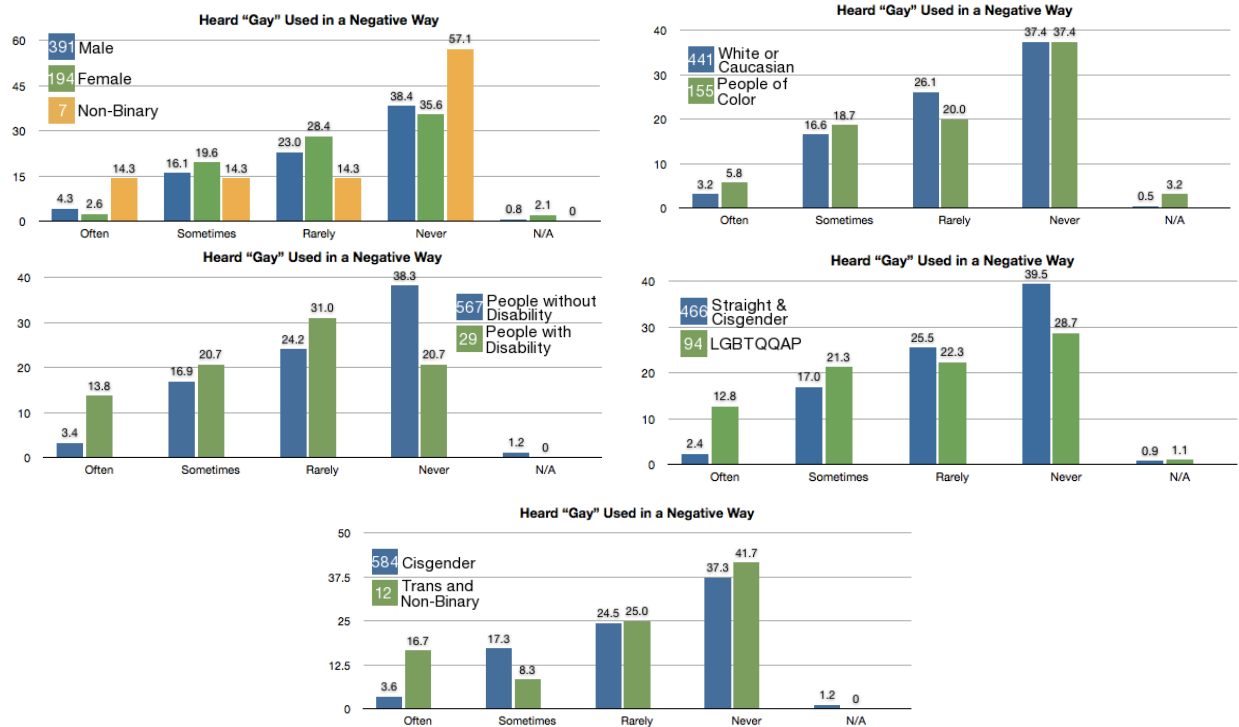 Heard “Gay” Used in a Negative Way
60
45
30
15
0
391 Male
194 Female
7 Non-Binary
4.3 2.6 14.3
16.1 19.6 14.3
23.0 28.4 14.3
38.4 35.6 57.1
0.8 2.1 0
Often Sometimes Rarely Never N/A
Heard “Gay” Used in a Negative Way
40
30
20
10
0
441 White or
Caucasian
155 People of
Color
3.2 5.8
16.6 18.7
26.1 20.0
37.4 37.4
0.5 3.2
Often Sometimes Rarely Never N/A
Heard “Gay” Used in a Negative Way
40
30
20
10
0
567 People without
Disability
29 People with
Disability
3.4 13.8
16.9 20.7
24.2 31.0
38.3 20.7
1.2 0
Often Sometimes Rarely Never N/A
Heard “Gay” Used in a Negative Way
40
30
20
10
0
466 Straight &
Cisgender
94 LGBTQQAP
2.4 12.8
17.0 21.3
25.5 22.3
39.5 28.7
0.9 1.1
Often Sometimes Rarely Never N/A
Heard “Gay” Used in a Negative Way
50
37.5
25
12.5
0
584 Cisgender
12 Trans and
Non-Binary
3.6 16.7
17.3 8.3
24.5 25.0
37.3 41.7
1.2 0
Often Sometimes Rarely Never N/A